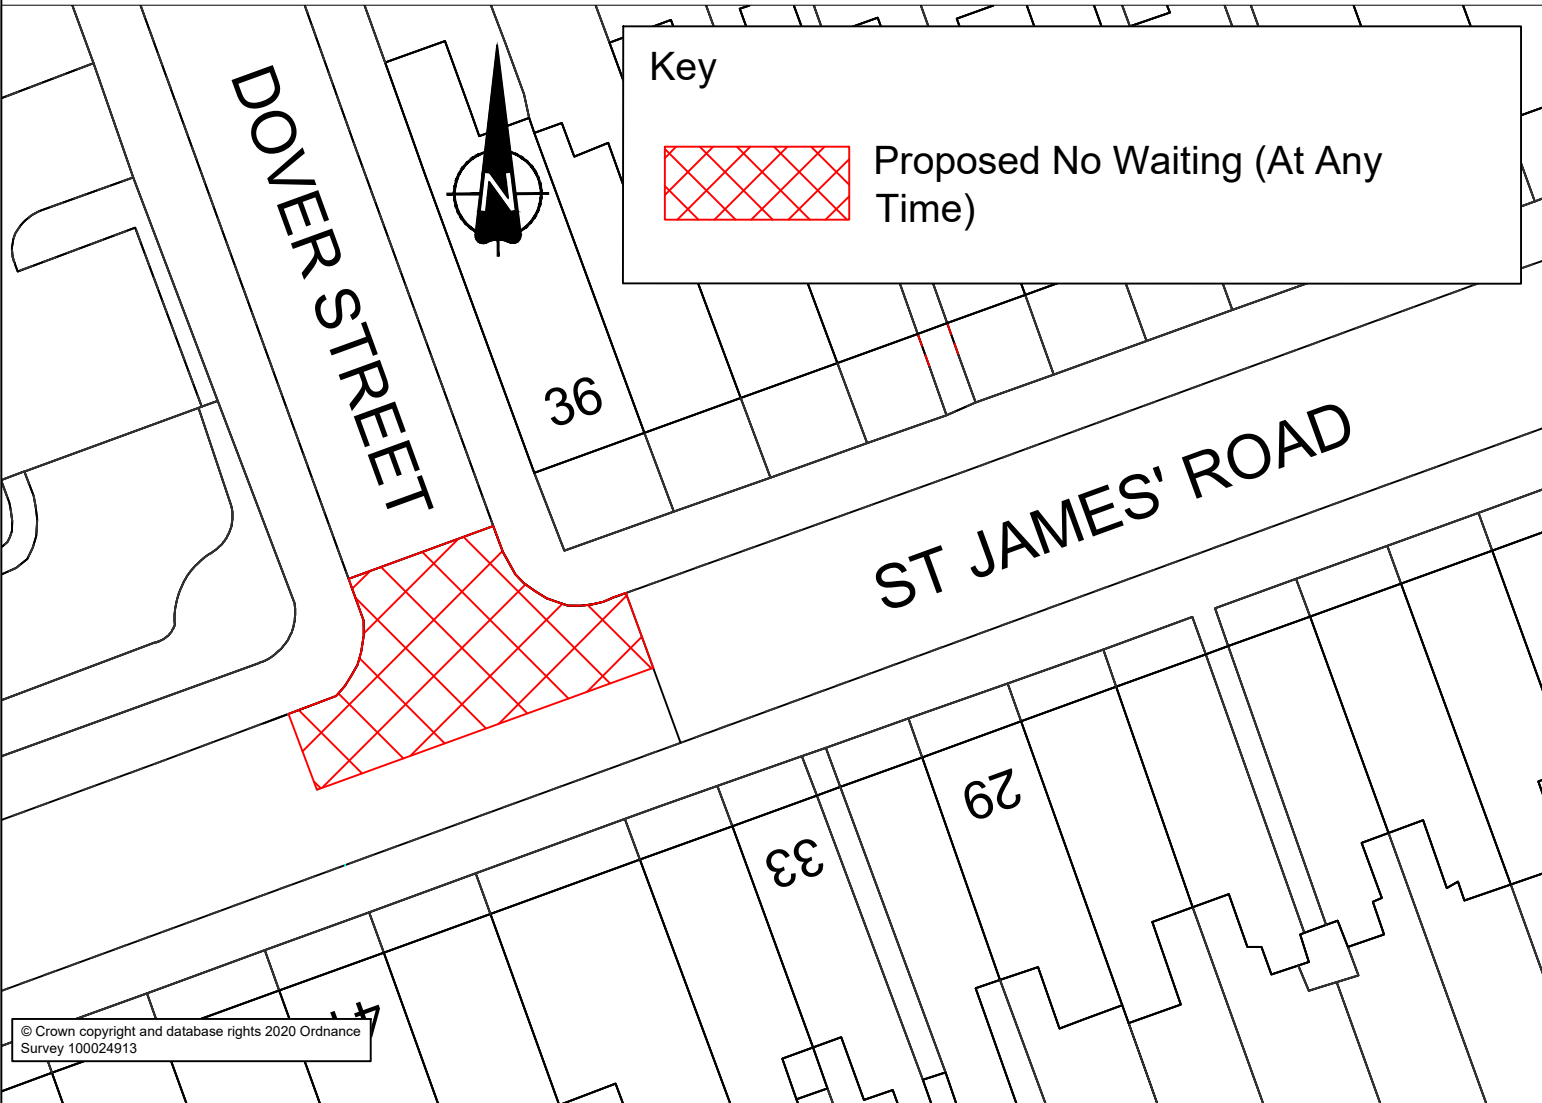 Key
Proposed No Waiting (At Any
Time)
DOVER STREET
N
36
ST JAMES' ROAD
29
33
© Crown copyright and database rights 2020 Ordnance
Survey 100024913